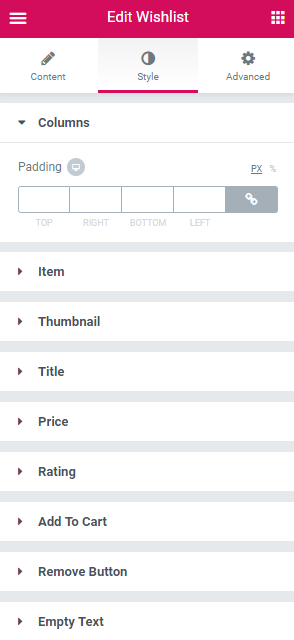 Edit Wishlist
Content Style Advanced
Columns
Padding PX %
TOP RIGHT BOTTOM LEFT
Item
Thumbnail
Title
Price
Rating
Add To Cart
Remove Button
Empty Text